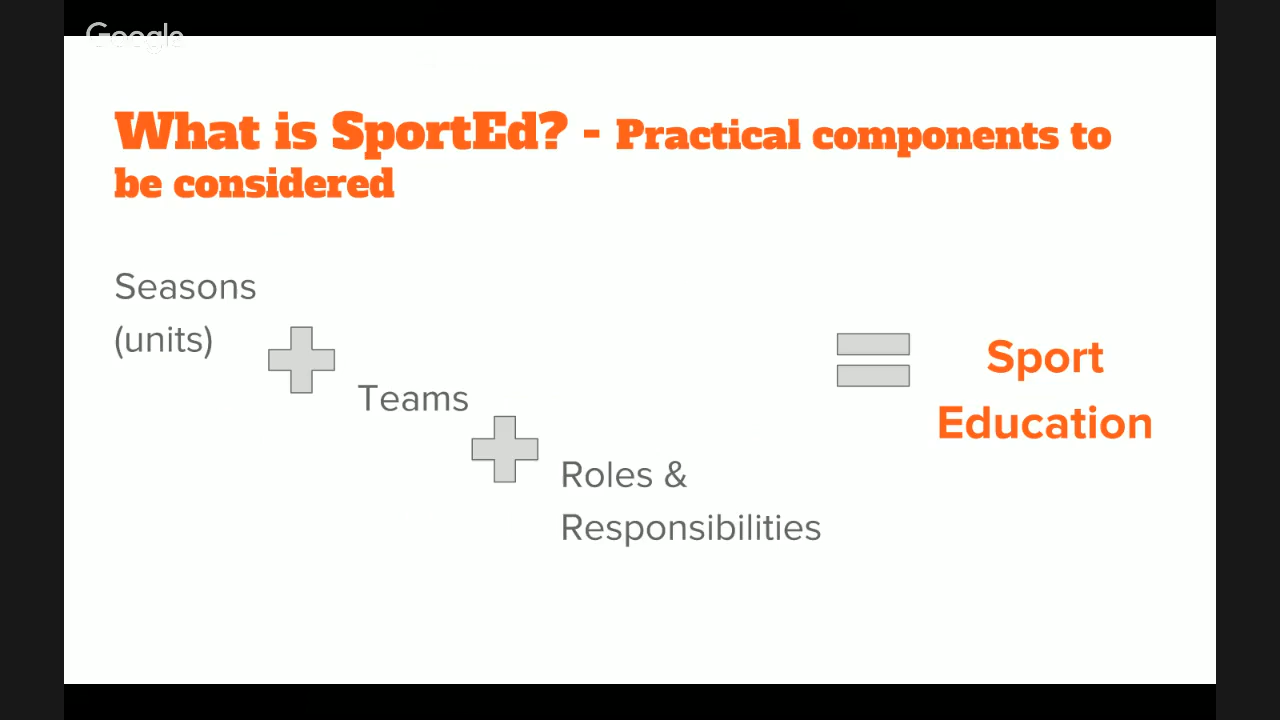 Google
What is SportEd? - Practical components to
be considered
Seasons
(units)
Teams
Roles &
Responsibilities
Sport
Education